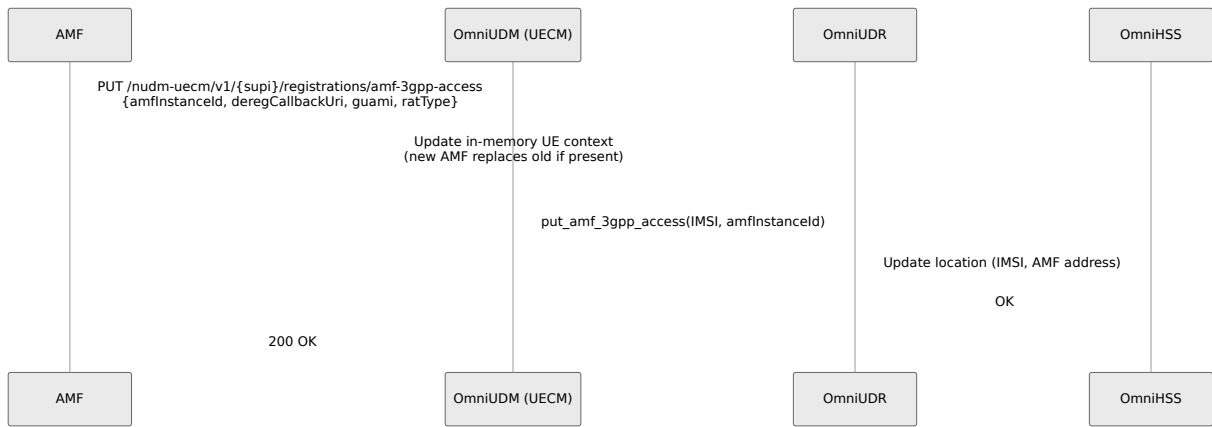 AMF
OmniUDM (UECM)
OmniUDR
OmniHSS
PUT /nudm-uecm/v1/{supi}/registrations/amf-3gpp-access
{amfInstanceId, deregCallbackUri, guami, ratType}
Update in-memory UE context
(new AMF replaces old if present)
put_amf_3gpp_access(IMSI, amfInstanceId)
Update location (IMSI, AMF address)
OK
200 OK
AMF
OmniUDM (UECM)
OmniUDR
OmniHSS